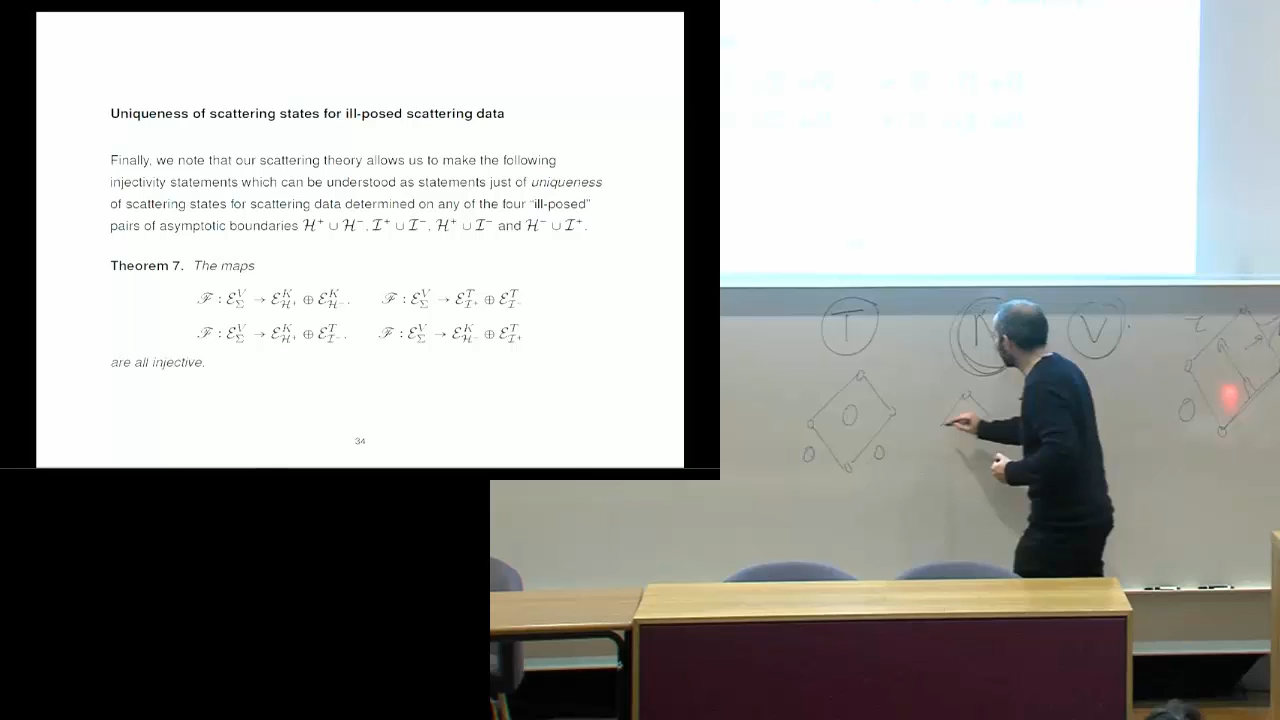 Uniqueness of scattering states for ill-posed scattering data
Finally, we note that our scattering theory allows us to make the following
injectivity statements which can be understood as statements just of uniqueness
of scattering states for scattering data determined on any of the four “ill-posed”
pairs of asymptotic boundaries ℋ⁺ ∪ ℋ⁻, ℐ⁺ ∪ ℐ⁻, ℋ⁺ ∪ ℐ⁻ and ℋ⁻ ∪ ℐ⁺.
Theorem 7. The maps
ℱ : ℰ^V_Σ → ℰ^K_{ℋ⁺} ⊕ ℰ^K_{ℋ⁻}. ℱ : ℰ^V_Σ → ℰ^T_{ℐ⁺} ⊕ ℰ^T_{ℐ⁻}
ℱ : ℰ^V_Σ → ℰ^K_{ℋ⁺} ⊕ ℰ^T_{ℐ⁻}. ℱ : ℰ^V_Σ → ℰ^K_{ℋ⁻} ⊕ ℰ^T_{ℐ⁺}
are all injective.
34
T K V
0
0 0
0